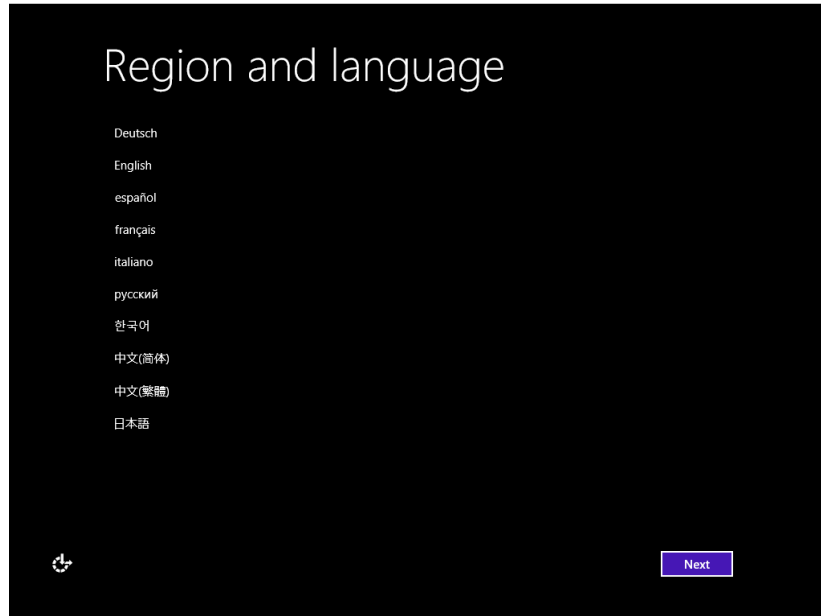 Region and language
Deutsch
English
español
français
italiano
русский
한국어
中文(简体)
中文(繁體)
日本語
Next